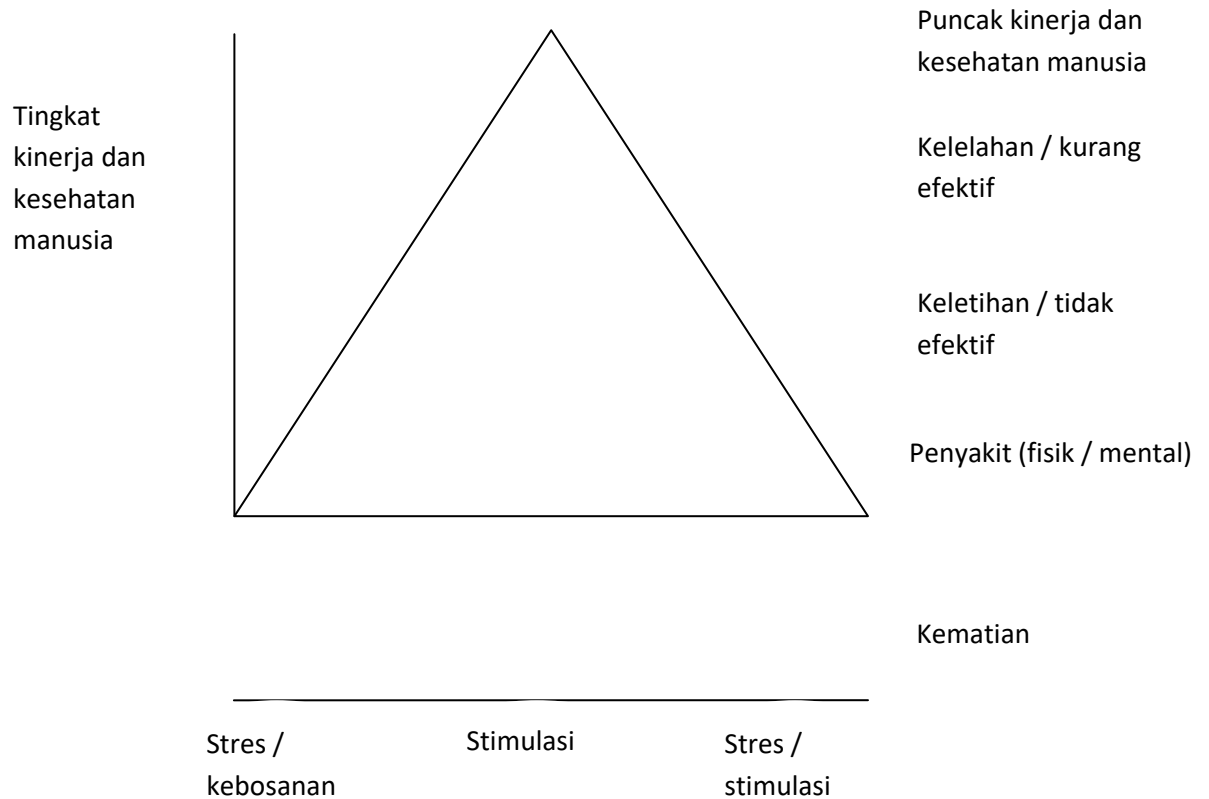 Tingkat
kinerja dan
kesehatan
manusia
Puncak kinerja dan
kesehatan manusia
Kelelahan / kurang
efektif
Keletihan / tidak
efektif
Penyakit (fisik / mental)
Kematian
Stres /
kebosanan
Stimulasi
Stres /
stimulasi